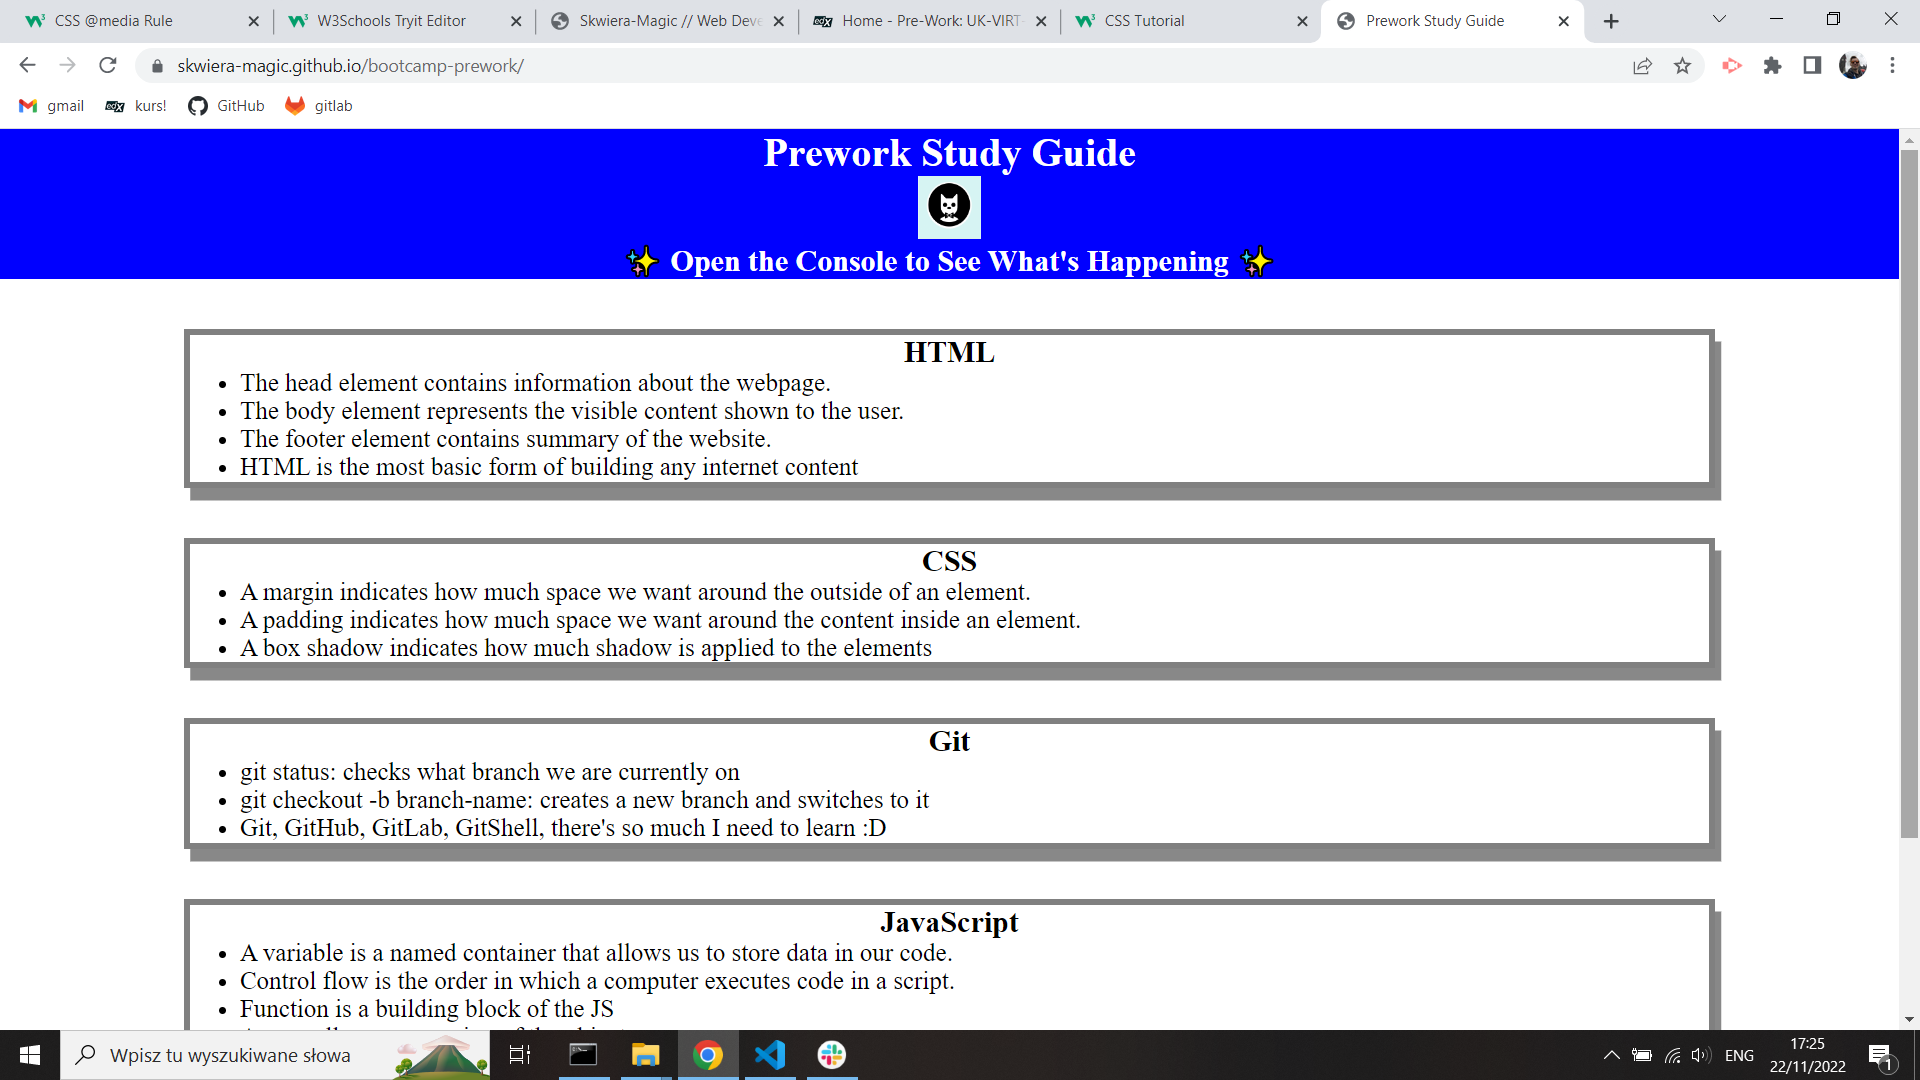 CSS @media Rule
W3Schools Tryit Editor
Skwiera-Magic // Web Deve
Home - Pre-Work: UK-VIRT-
CSS Tutorial
Prework Study Guide
skwiera-magic.github.io/bootcamp-prework/
gmail
kurs!
GitHub
gitlab
Prework Study Guide
✨ Open the Console to See What's Happening ✨
HTML
• The head element contains information about the webpage.
• The body element represents the visible content shown to the user.
• The footer element contains summary of the website.
• HTML is the most basic form of building any internet content
CSS
• A margin indicates how much space we want around the outside of an element.
• A padding indicates how much space we want around the content inside an element.
• A box shadow indicates how much shadow is applied to the elements
Git
• git status: checks what branch we are currently on
• git checkout -b branch-name: creates a new branch and switches to it
• Git, GitHub, GitLab, GitShell, there's so much I need to learn :D
JavaScript
• A variable is a named container that allows us to store data in our code.
• Control flow is the order in which a computer executes code in a script.
• Function is a building block of the JS
Wpisz tu wyszukiwane słowa
ENG
17:25
22/11/2022
1